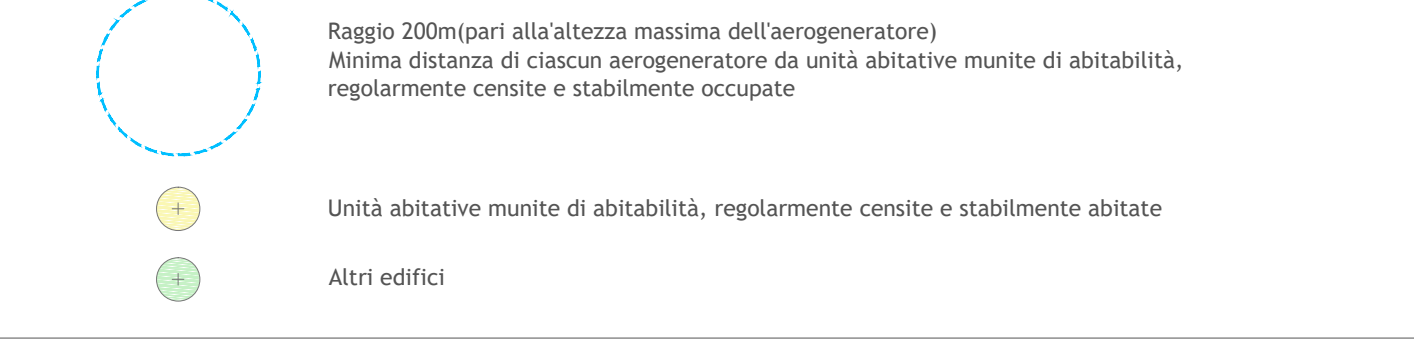 Raggio 200m(pari alla'altezza massima dell'aerogeneratore)
Minima distanza di ciascun aerogeneratore da unità abitative munite di abitabilità,
regolarmente censite e stabilmente occupate
Unità abitative munite di abitabilità, regolarmente censite e stabilmente abitate
Altri edifici